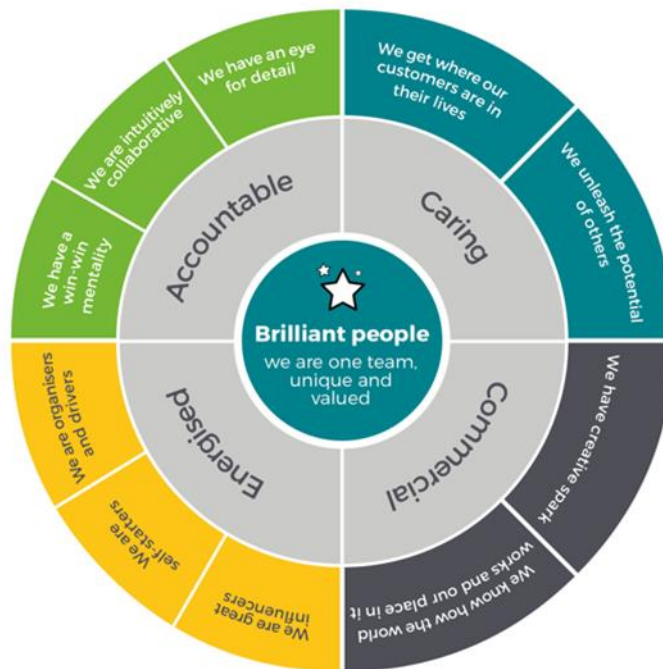 Brilliant people
we are one team,
unique and
valued
Accountable
Caring
Commercial
Energised
We have a
win-win
mentality
We are intuitively
collaborative
We have an eye
for detail
We get where our
customers are in
their lives
We unleash the potential
of others
We have creative spark
We know how the world
works and our place in it
We are great
influencers
We are
self-starters
We are organisers
and drivers